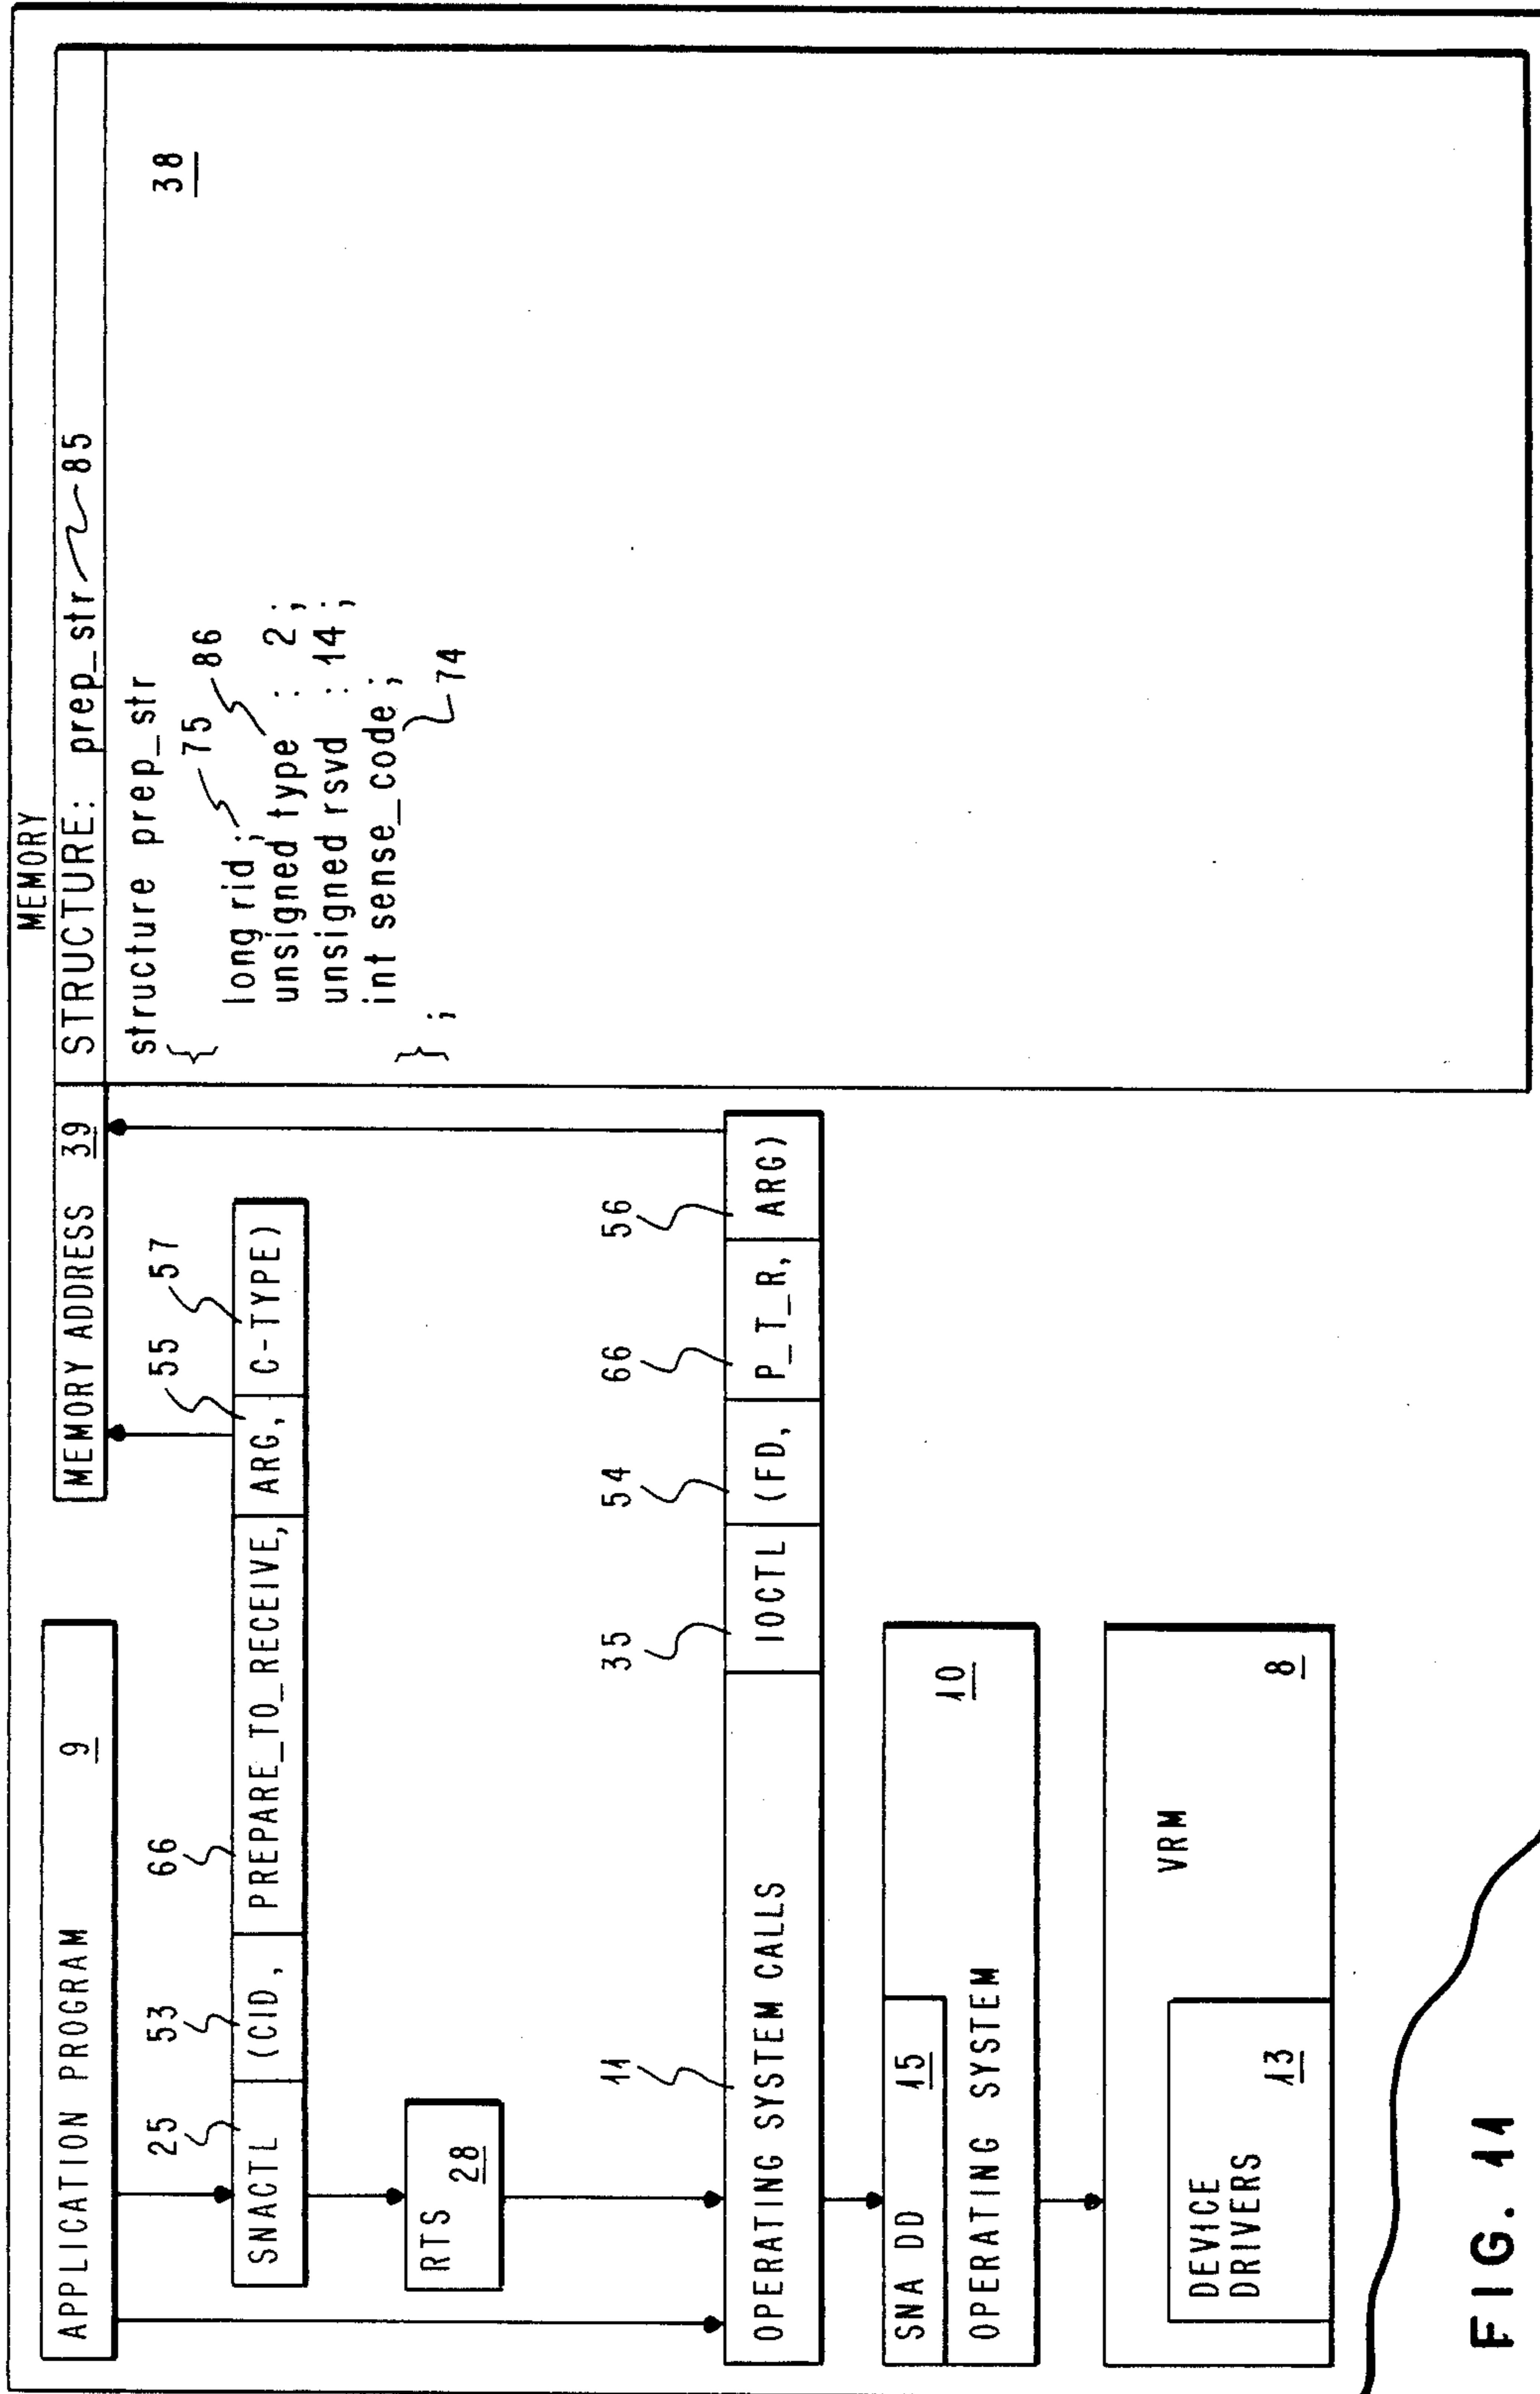 MEMORY
APPLICATION PROGRAM 9
MEMORY ADDRESS 39
STRUCTURE: prep_str 85
25 53 66 55 57
SNACTL (CID, PREPARE_TO_RECEIVE, ARG, C-TYPE)
RTS 28
structure prep_str
{
75
long rid;
86
unsigned type : 2;
unsigned rsvd : 14;
int sense_code;
74
};
38
11 35 54 66 56
OPERATING SYSTEM CALLS IOCTL (FD, P_T_R, ARG)
SNA DD 15
10
OPERATING SYSTEM
VRM
8
DEVICE
DRIVERS 13
FIG. 11